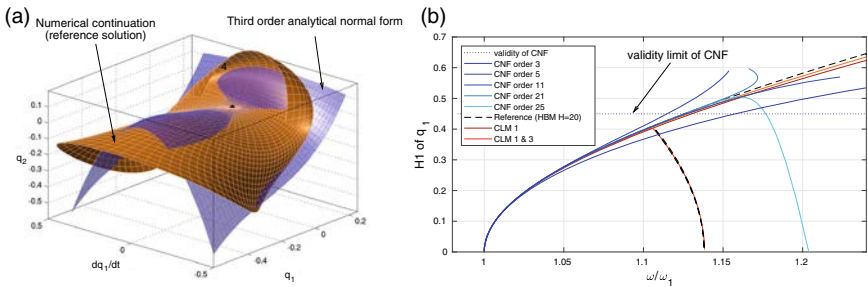 (a)
Numerical continuation
(reference solution)
Third order analytical normal form
0.1
0
-0.1
-0.2
-0.3
-0.4
-0.5
q2
0.5
0
-0.5
dq1/dt
-0.4
-0.2
0
0.2
q1
(b)
0.7
0.6
0.5
0.4
0.3
0.2
0.1
0
H1 of q1
validity of CNF
CNF order 3
CNF order 5
CNF order 11
CNF order 21
CNF order 25
Reference (HBM H=20)
CLM 1
CLM 1 & 3
validity limit of CNF
1
1.05
1.1
1.15
1.2
ω/ω1